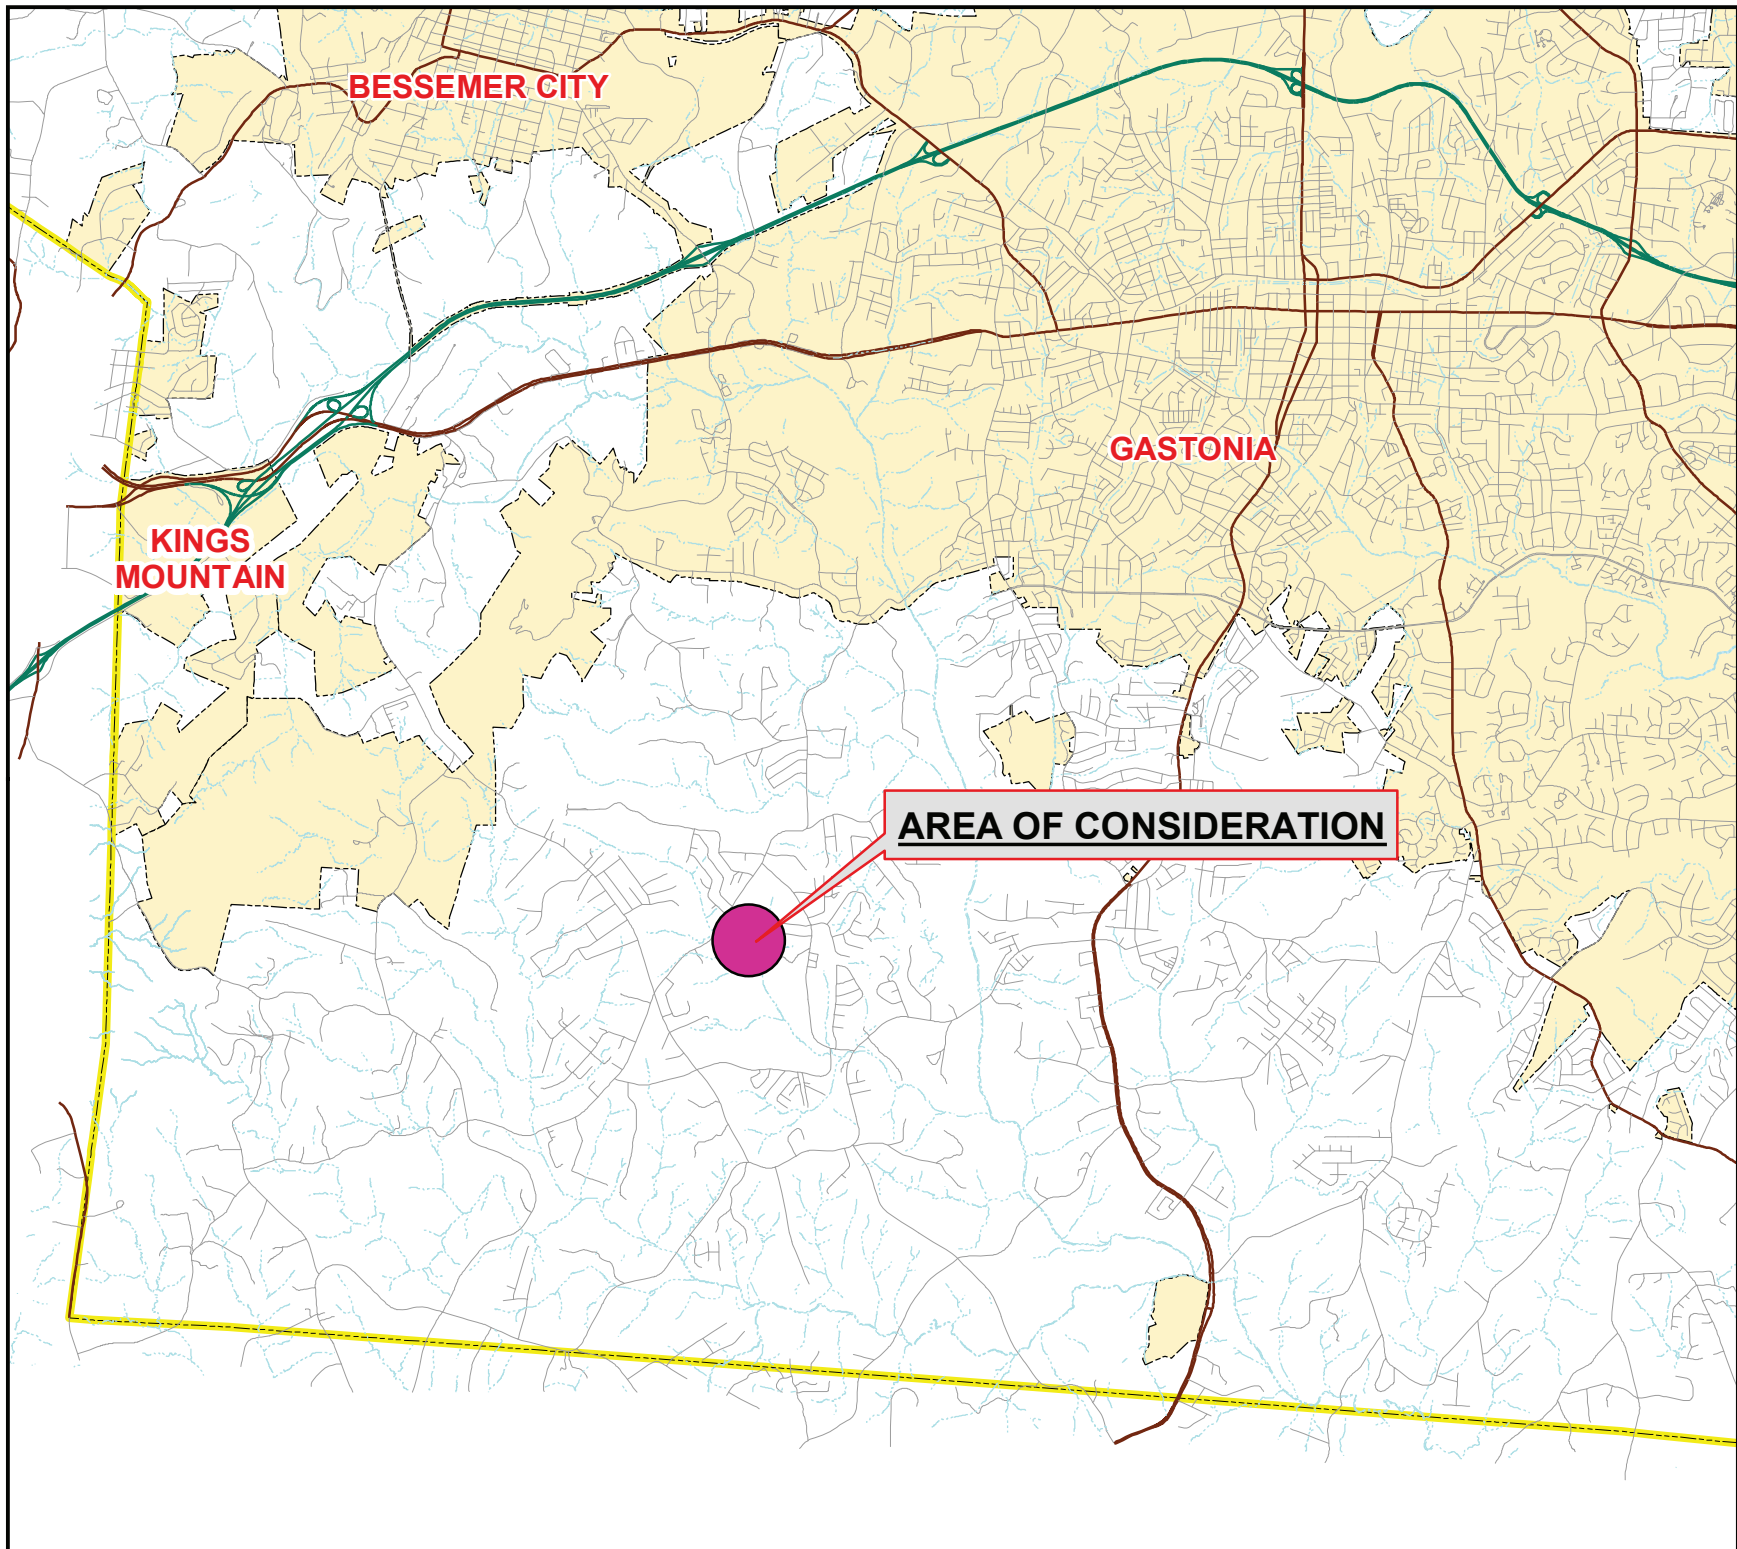 BESSEMER CITY
GASTONIA
KINGS
MOUNTAIN
AREA OF CONSIDERATION